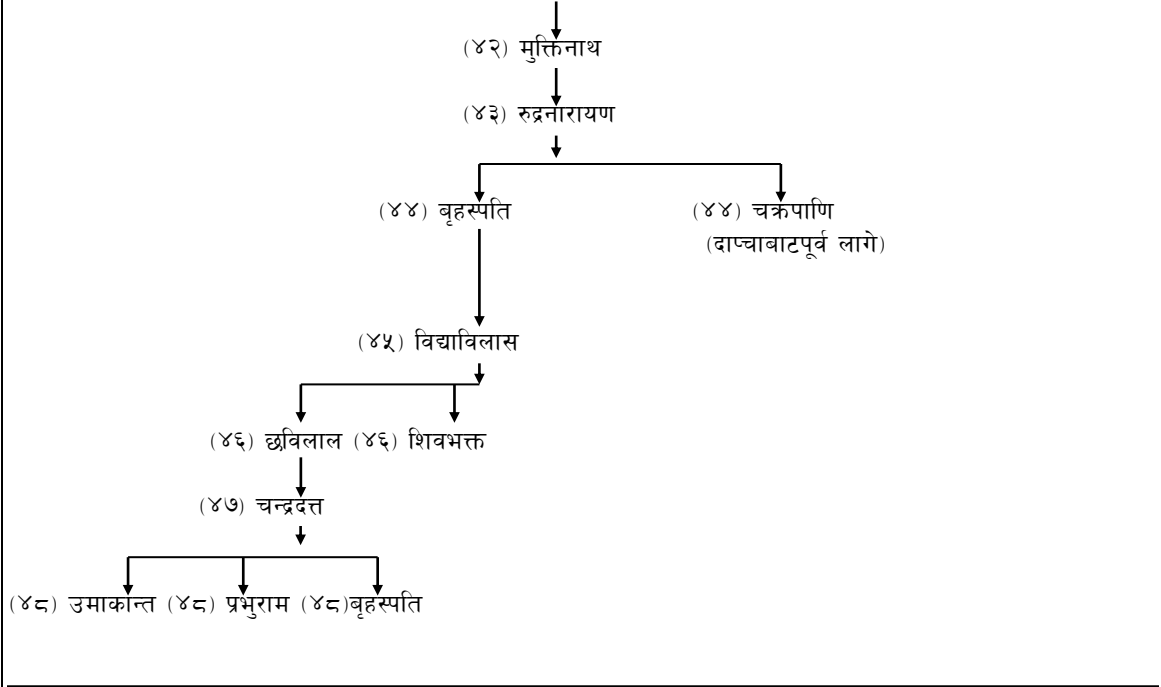 (४२) मुक्तिनाथ
(४३) रुद्रनारायण
(४४) बृहस्पति (४४) चक्रपाणि
(दाप्चाबाटपूर्व लागे)
(४५) विद्याविलास
(४६) छविलाल (४६) शिवभक्त
(४७) चन्द्रदत्त
(४८) उमाकान्त (४८) प्रभुराम (४८)बृहस्पति